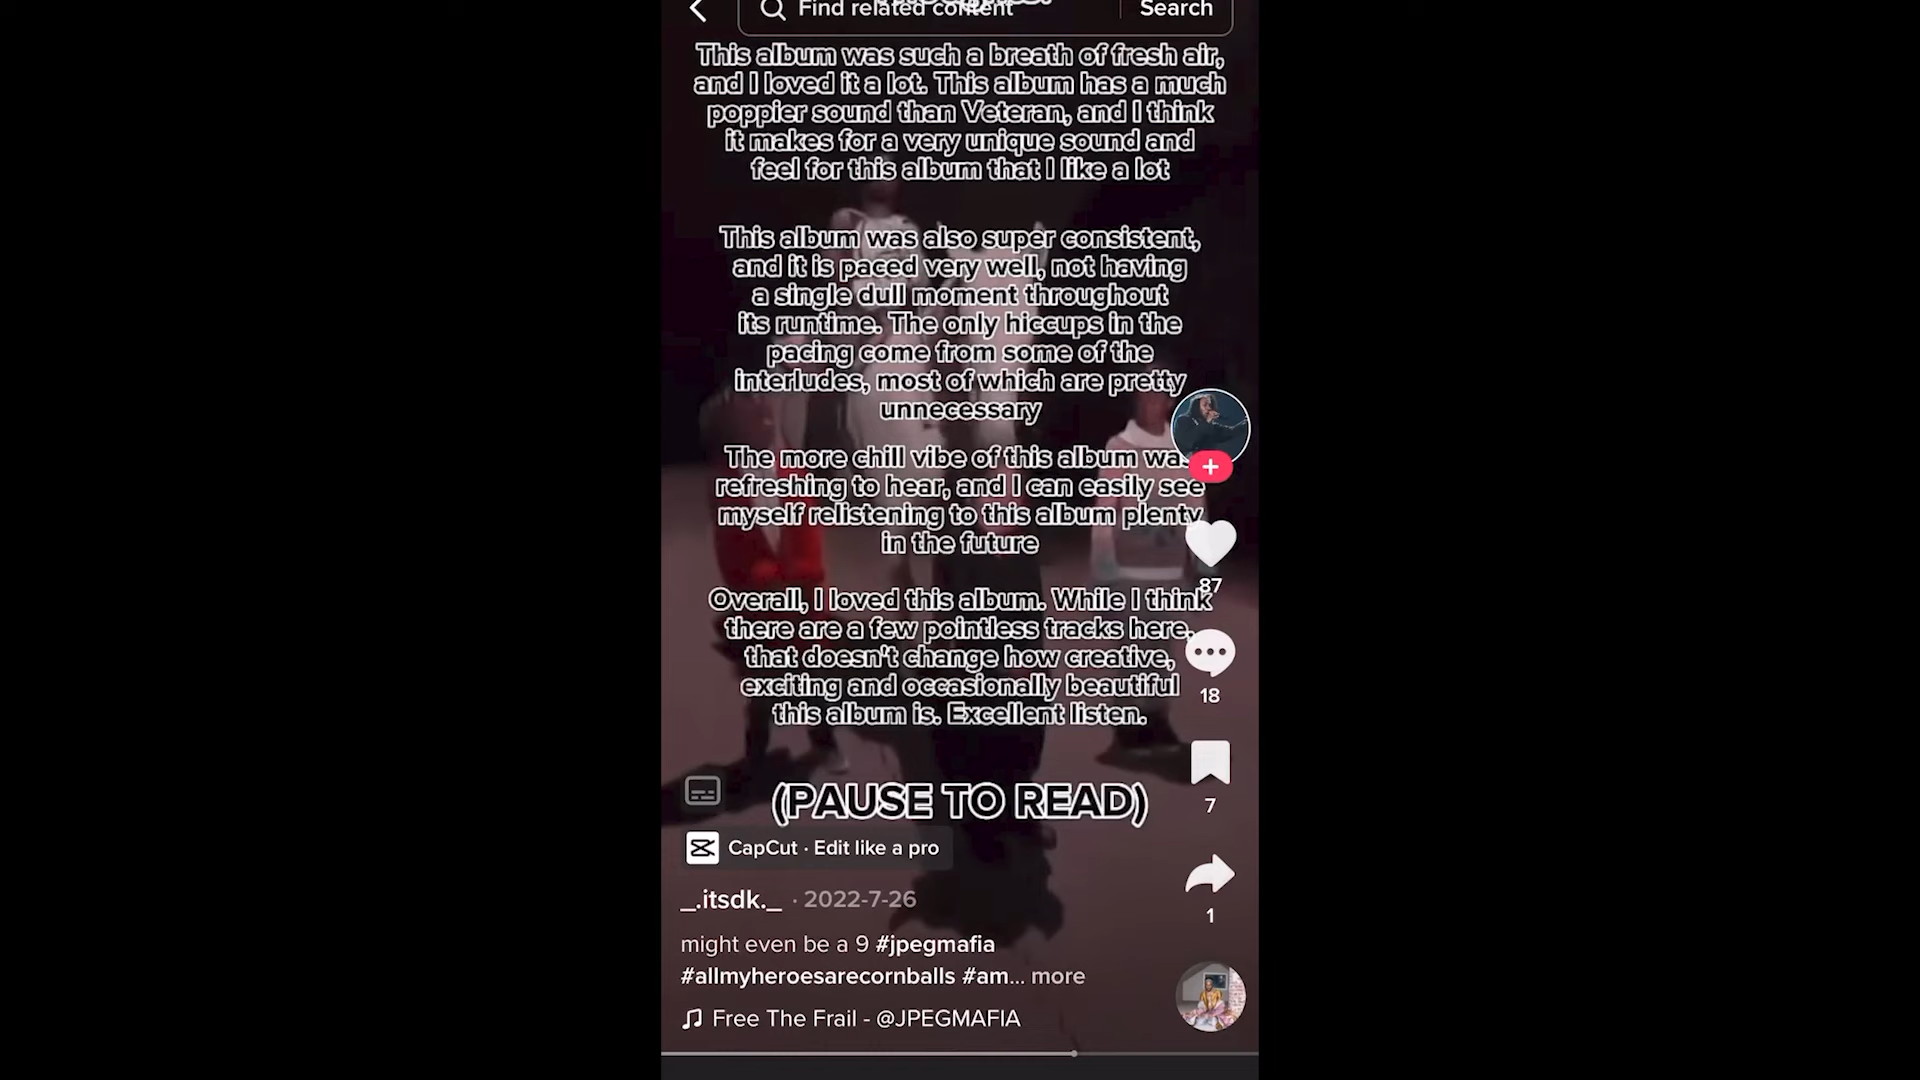 Find related content
Search
This album was such a breath of fresh air,
and I loved it a lot. This album has a much
poppier sound than Veteran, and I think
it makes for a very unique sound and
feel for this album that I like a lot
This album was also super consistent,
and it is paced very well, not having
a single dull moment throughout
its runtime. The only hiccups in the
pacing come from some of the
interludes, most of which are pretty
unnecessary
The more chill vibe of this album was
refreshing to hear, and I can easily see
myself relistening to this album plenty
in the future
87
Overall, I loved this album. While I think
there are a few pointless tracks here,
that doesn't change how creative,
exciting and occasionally beautiful
this album is. Excellent listen.
18
(PAUSE TO READ)
7
CapCut · Edit like a pro
_.itsdk._ · 2022-7-26
1
might even be a 9 #jpegmafia
#allmyheroesarecornballs #am... more
Free The Frail - @JPEGMAFIA